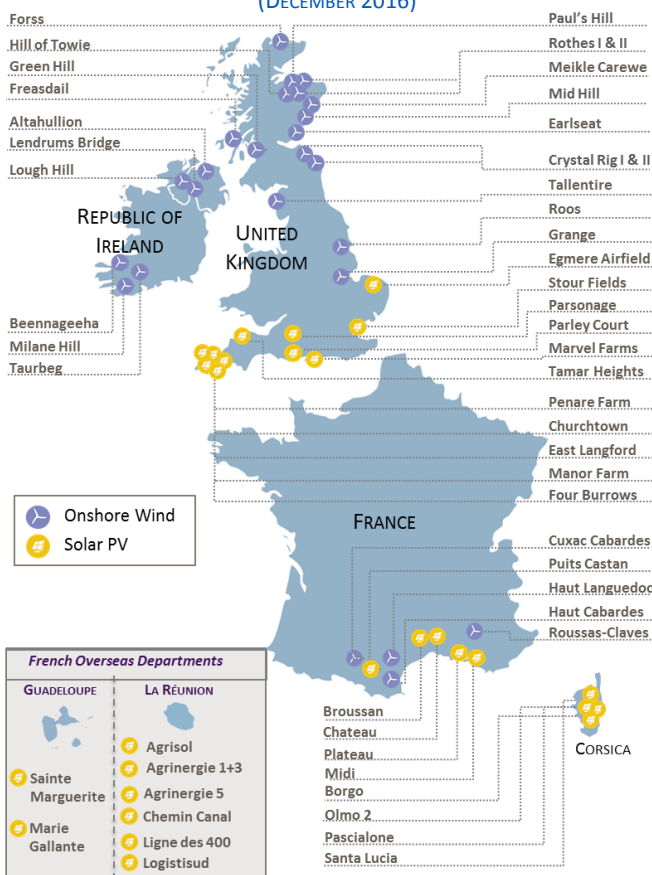 (DECEMBER 2016)
Forss
Hill of Towie
Green Hill
Freasdail
Altahullion
Lendrums Bridge
Lough Hill
REPUBLIC OF
IRELAND
UNITED
KINGDOM
Beennageeha
Milane Hill
Taurbeg
Paul's Hill
Rothes I & II
Meikle Carewe
Mid Hill
Earlseat
Crystal Rig I & II
Tallentire
Roos
Grange
Egmere Airfield
Stour Fields
Parsonage
Parley Court
Marvel Farms
Tamar Heights
Penare Farm
Churchtown
East Langford
Manor Farm
Four Burrows
Onshore Wind
Solar PV
FRANCE
Cuxac Cabardes
Puits Castan
Haut Languedoc
Haut Cabardes
Roussas-Claves
Broussan
Chateau
Plateau
Midi
Borgo
Olmo 2
Pascialone
Santa Lucia
CORSICA
French Overseas Departments
GUADELOUPE
Sainte
Marguerite
Marie
Gallante
LA RÉUNION
Agrisol
Agrinergie 1+3
Agrinergie 5
Chemin Canal
Ligne des 400
Logistisud